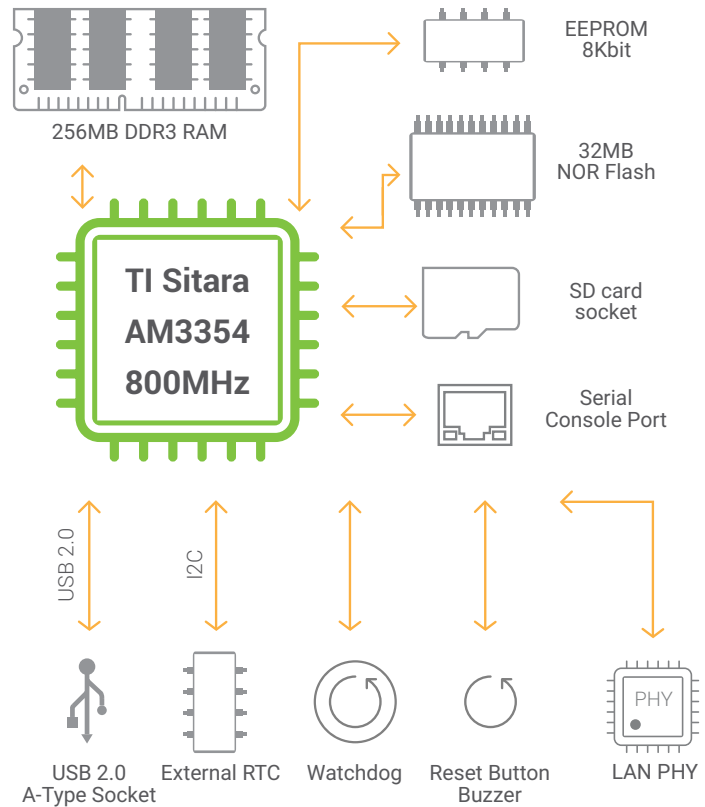 256MB DDR3 RAM
EEPROM
8Kbit
32MB
NOR Flash
TI Sitara
AM3354
800MHz
SD card
socket
Serial
Console Port
USB 2.0
I2C
PHY
USB 2.0
A-Type Socket
External RTC
Watchdog
Reset Button
Buzzer
LAN PHY